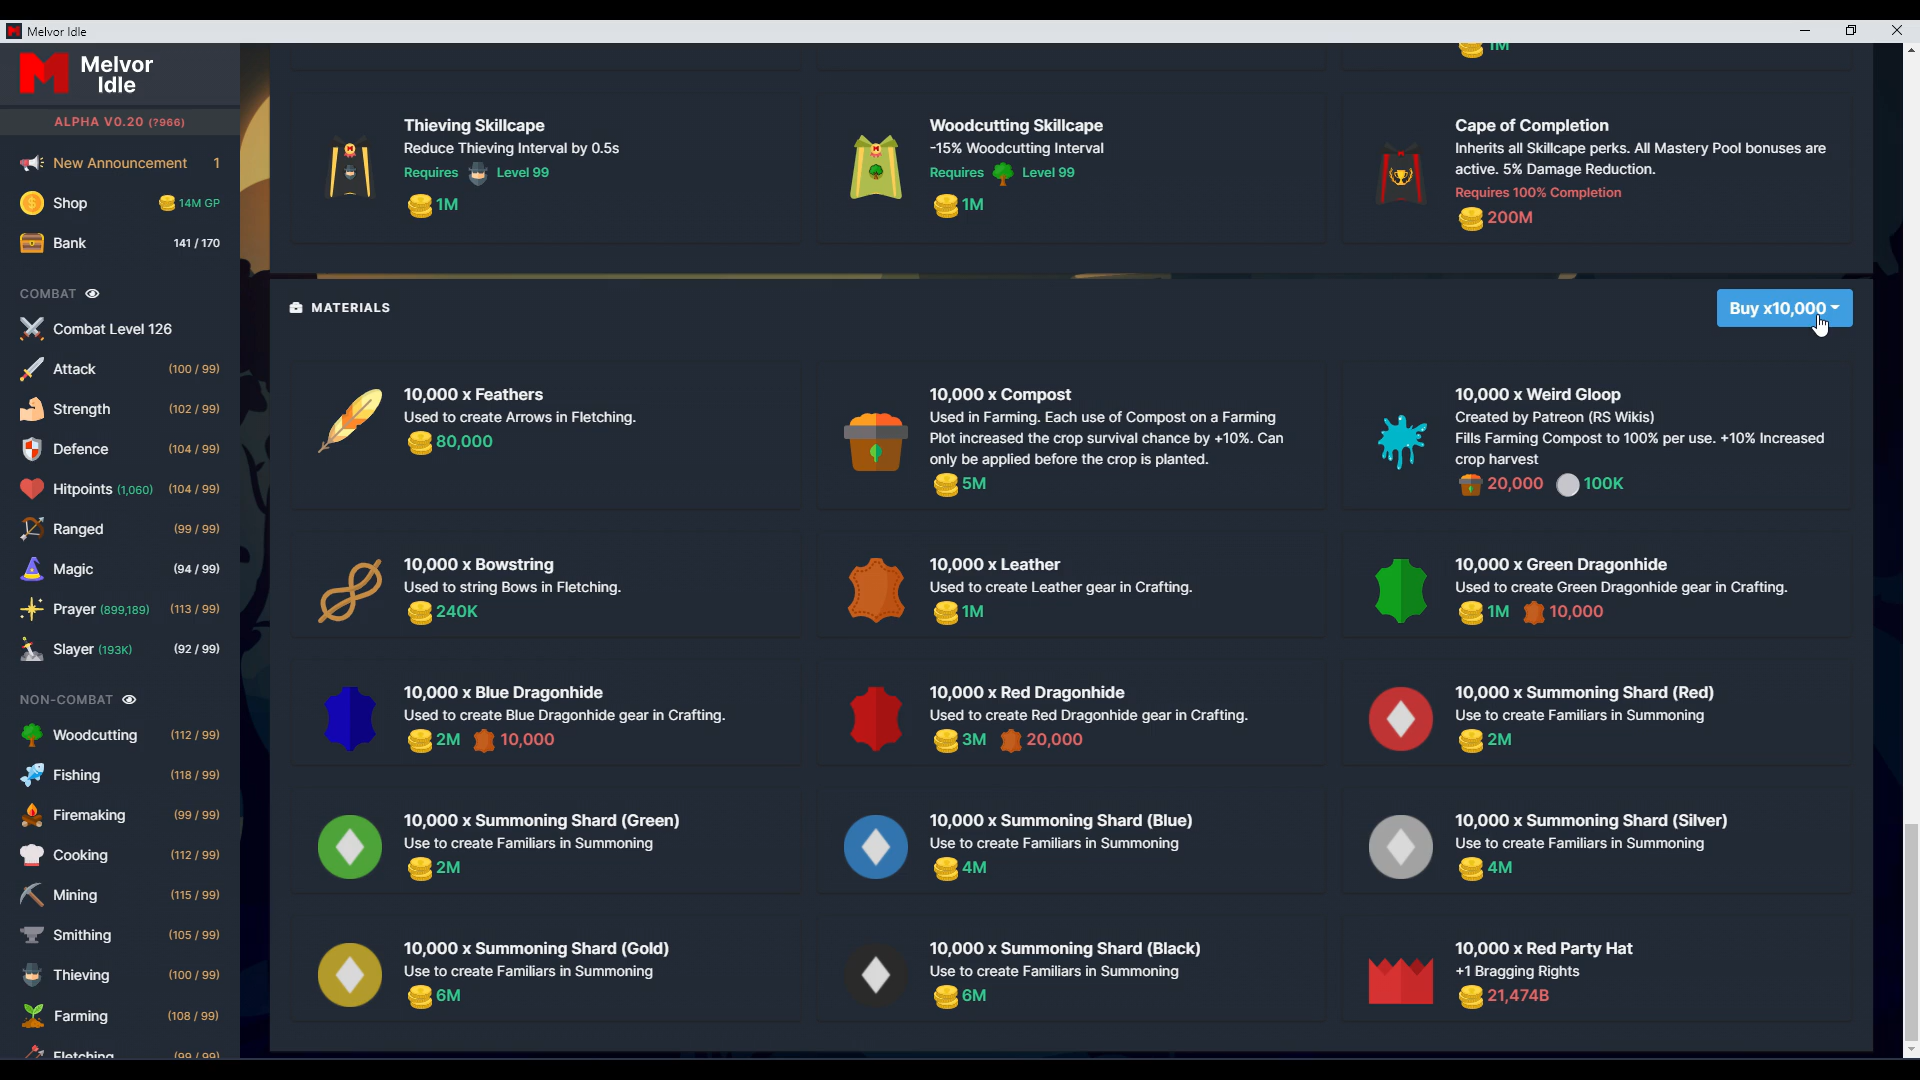 Melvor Idle
Melvor
Idle
ALPHA V0.20 (?966)
New Announcement 1
Shop 14M GP
Bank 141 / 170
COMBAT
Combat Level 126
Attack (100 / 99)
Strength (102 / 99)
Defence (104 / 99)
Hitpoints (1,060) (104 / 99)
Ranged (99 / 99)
Magic (94 / 99)
Prayer (899,189) (113 / 99)
Slayer (193K) (92 / 99)
NON-COMBAT
Woodcutting (112 / 99)
Fishing (118 / 99)
Firemaking (99 / 99)
Cooking (112 / 99)
Mining (115 / 99)
Smithing (105 / 99)
Thieving (100 / 99)
Farming (108 / 99)
Fletching (99 / 99)
1M
Thieving Skillcape
Reduce Thieving Interval by 0.5s
Requires Level 99
1M
Woodcutting Skillcape
-15% Woodcutting Interval
Requires Level 99
1M
Cape of Completion
Inherits all Skillcape perks. All Mastery Pool bonuses are
active. 5% Damage Reduction.
Requires 100% Completion
200M
MATERIALS
Buy x10,000
10,000 x Feathers
Used to create Arrows in Fletching.
80,000
10,000 x Compost
Used in Farming. Each use of Compost on a Farming
Plot increased the crop survival chance by +10%. Can
only be applied before the crop is planted.
5M
10,000 x Weird Gloop
Created by Patreon (RS Wikis)
Fills Farming Compost to 100% per use. +10% Increased
crop harvest
20,000 100K
10,000 x Bowstring
Used to string Bows in Fletching.
240K
10,000 x Leather
Used to create Leather gear in Crafting.
1M
10,000 x Green Dragonhide
Used to create Green Dragonhide gear in Crafting.
1M 10,000
10,000 x Blue Dragonhide
Used to create Blue Dragonhide gear in Crafting.
2M 10,000
10,000 x Red Dragonhide
Used to create Red Dragonhide gear in Crafting.
3M 20,000
10,000 x Summoning Shard (Red)
Use to create Familiars in Summoning
2M
10,000 x Summoning Shard (Green)
Use to create Familiars in Summoning
2M
10,000 x Summoning Shard (Blue)
Use to create Familiars in Summoning
4M
10,000 x Summoning Shard (Silver)
Use to create Familiars in Summoning
4M
10,000 x Summoning Shard (Gold)
Use to create Familiars in Summoning
6M
10,000 x Summoning Shard (Black)
Use to create Familiars in Summoning
6M
10,000 x Red Party Hat
+1 Bragging Rights
21,474B